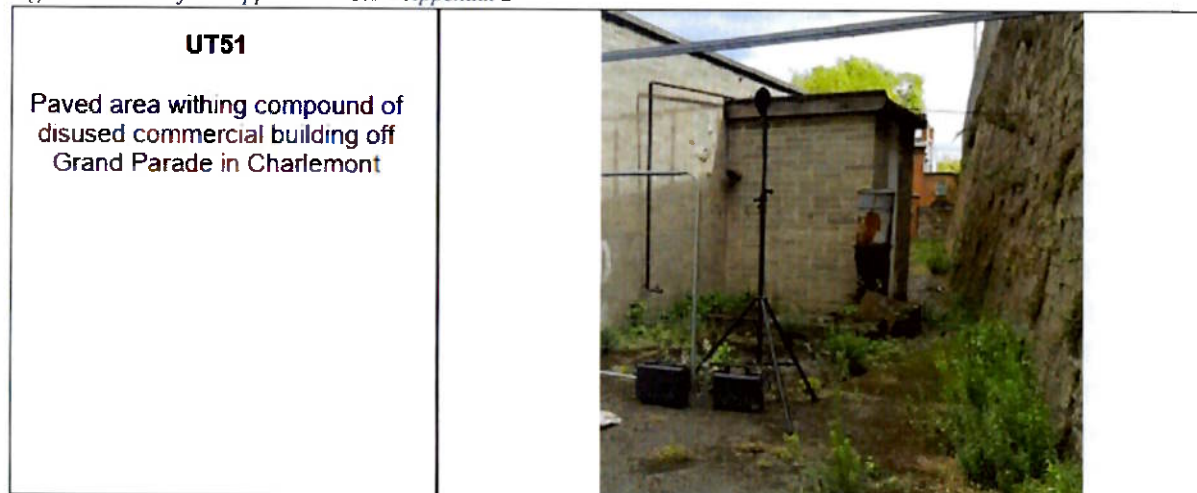 UT51
Paved area withing compound of
disused commercial building off
Grand Parade in Charlemont